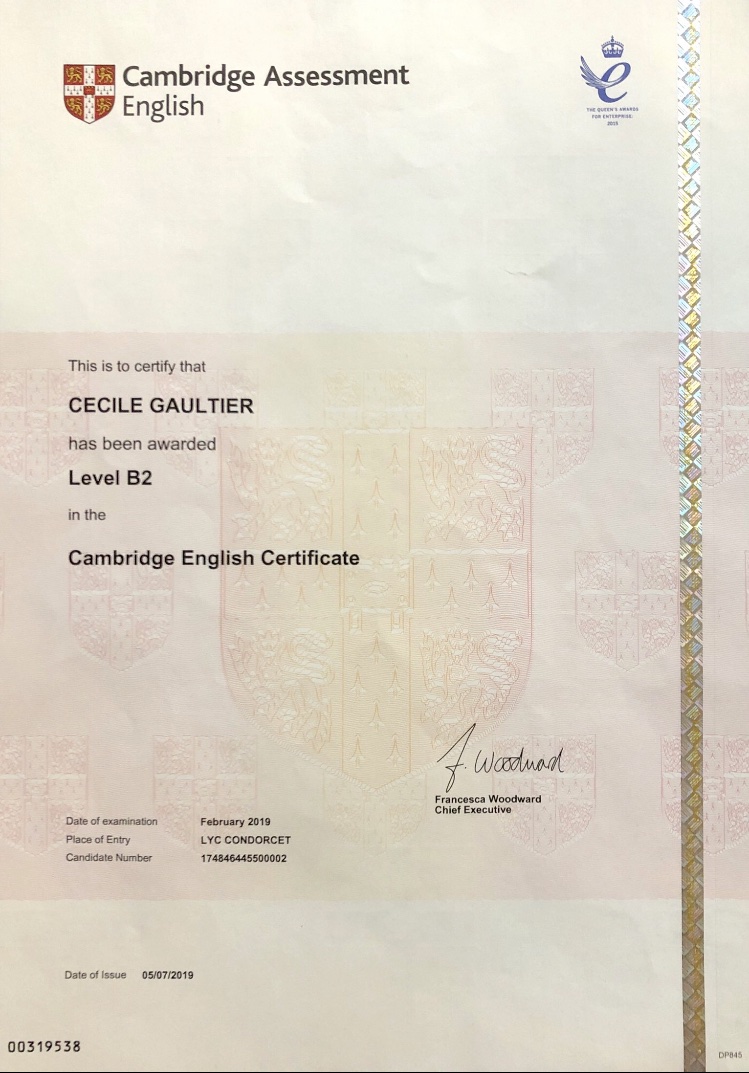 Cambridge Assessment
English
THE QUEEN'S AWARDS
FOR ENTERPRISE:
2015
This is to certify that
CECILE GAULTIER
has been awarded
Level B2
in the
Cambridge English Certificate
F. Woodward
Francesca Woodward
Chief Executive
Date of examination February 2019
Place of Entry LYC CONDORCET
Candidate Number 174846445500002
Date of Issue 05/07/2019
00319538
DP845